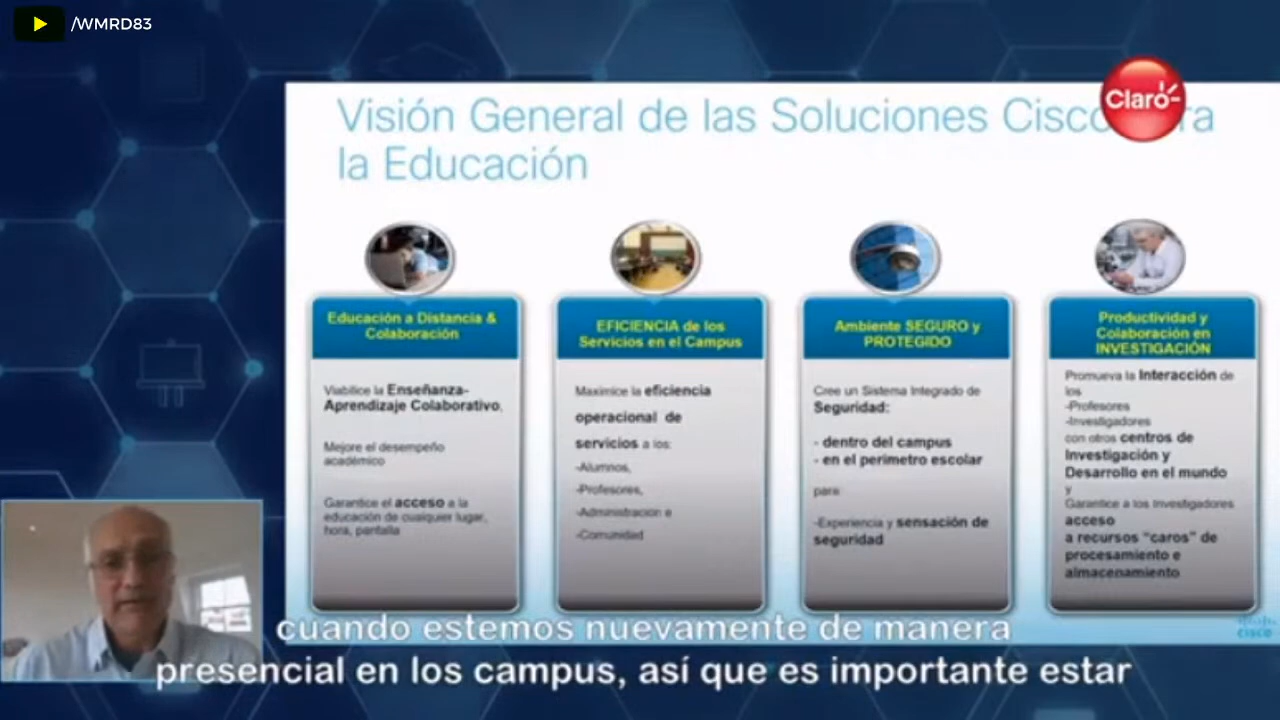 /WMRD83
Claro-
Visión General de las Soluciones Cisco ra
la Educación
Educación a Distancia &
Colaboración
Viabilice la Enseñanza-
Aprendizaje Colaborativo,
Mejore el desempeño
académico
Garantice el acceso a la
educación de cualquier lugar,
hora, pantalla
EFICIENCIA de los
Servicios en el Campus
Maximice la eficiencia
operacional de
servicios a los:
-Alumnos,
-Profesores,
-Administración e
-Comunidad
Ambiente SEGURO y
PROTEGIDO
Cree un Sistema Integrado de
Seguridad:
- dentro del campus
- en el perímetro escolar
para:
-Experiencia y sensación de
seguridad
Productividad y
Colaboración en
INVESTIGACIÓN
Promueva la Interacción de
los
-Profesores
-Investigadores
con otros centros de
Investigación y
Desarrollo en el mundo
y
Garantice a los Investigadores
acceso
a recursos “caros” de
procesamiento e
almacenamiento
cisco
cuando estemos nuevamente de manera
presencial en los campus, así que es importante estar